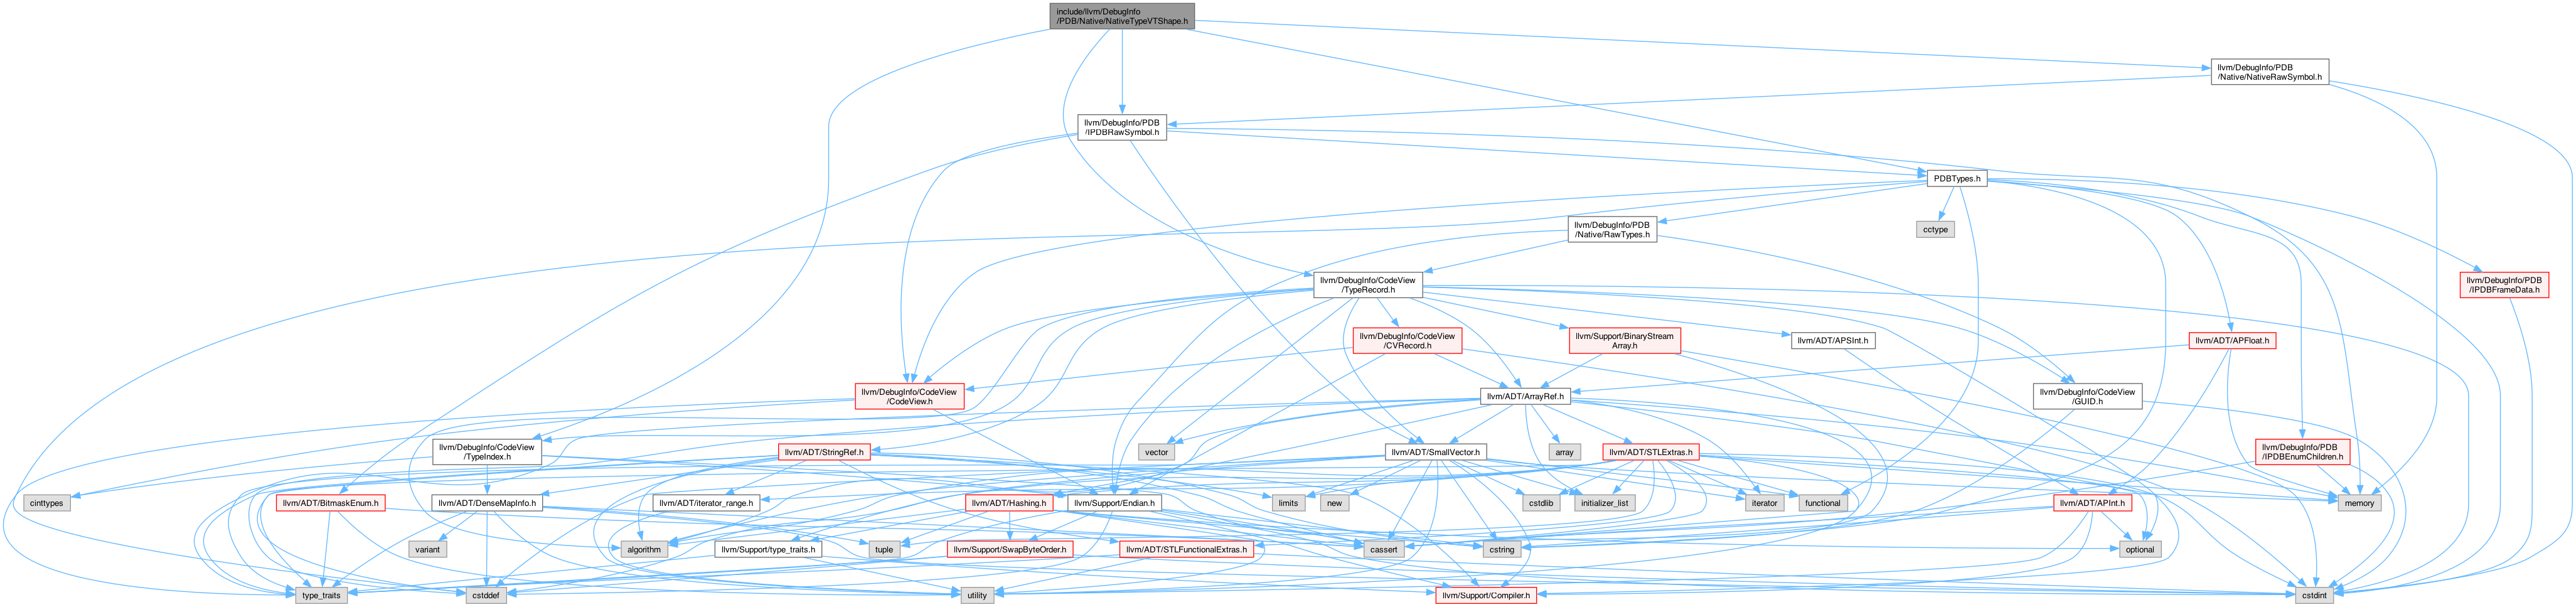 include/llvm/DebugInfo
/PDB/Native/NativeTypeVTShape.h
llvm/DebugInfo/PDB
/Native/NativeRawSymbol.h
llvm/DebugInfo/PDB
/IPDBRawSymbol.h
PDBTypes.h
llvm/DebugInfo/PDB
/Native/RawTypes.h
cctype
llvm/DebugInfo/CodeView
/TypeRecord.h
llvm/DebugInfo/PDB
/IPDBFrameData.h
llvm/DebugInfo/CodeView
/CVRecord.h
llvm/Support/BinaryStream
Array.h
llvm/ADT/APSInt.h
llvm/ADT/APFloat.h
llvm/DebugInfo/CodeView
/CodeView.h
llvm/ADT/ArrayRef.h
llvm/DebugInfo/CodeView
/GUID.h
llvm/DebugInfo/CodeView
/TypeIndex.h
llvm/ADT/StringRef.h
vector
llvm/ADT/SmallVector.h
array
llvm/ADT/STLExtras.h
llvm/DebugInfo/PDB
/IPDBEnumChildren.h
cinttypes
llvm/ADT/BitmaskEnum.h
llvm/ADT/DenseMapInfo.h
llvm/ADT/iterator_range.h
llvm/ADT/Hashing.h
llvm/Support/Endian.h
limits
new
cstdlib
initializer_list
iterator
functional
llvm/ADT/APInt.h
memory
variant
algorithm
llvm/Support/type_traits.h
tuple
llvm/Support/SwapByteOrder.h
llvm/ADT/STLFunctionalExtras.h
cassert
cstring
optional
type_traits
cstddef
utility
llvm/Support/Compiler.h
cstdint